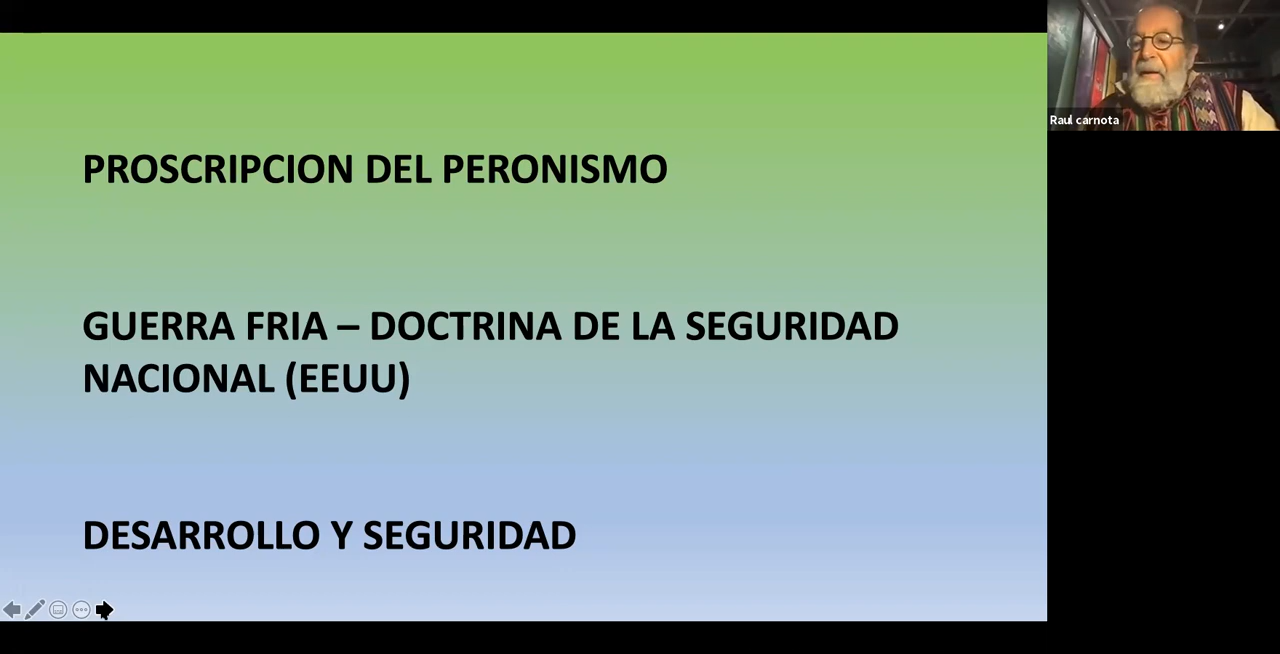 PROSCRIPCION DEL PERONISMO
GUERRA FRIA – DOCTRINA DE LA SEGURIDAD
NACIONAL (EEUU)
DESARROLLO Y SEGURIDAD
Raul carnota